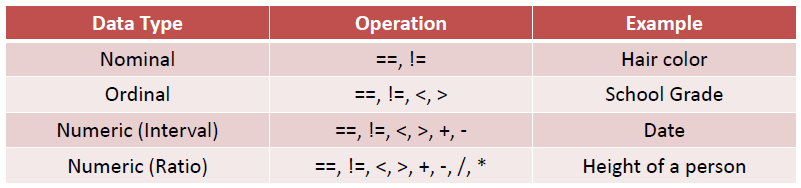 Data Type Operation Example
Nominal ==, != Hair color
Ordinal ==, !=, <, > School Grade
Numeric (Interval) ==, !=, <, >, +, - Date
Numeric (Ratio) ==, !=, <, >, +, -, /, * Height of a person